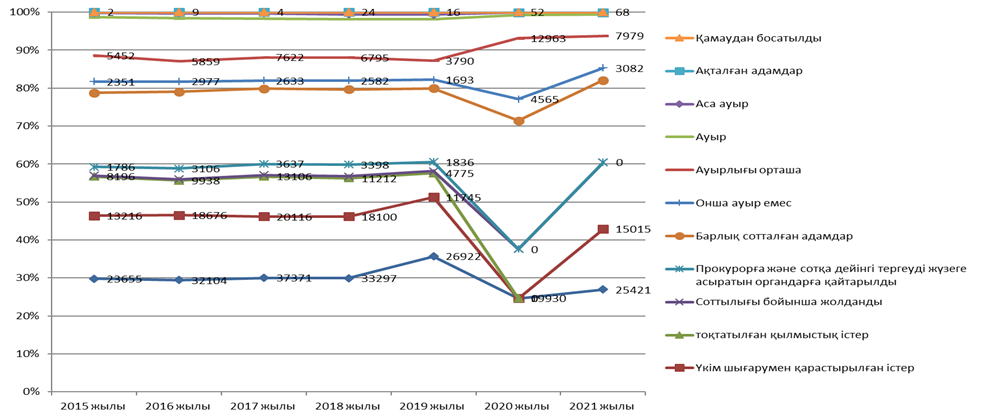 100%
90%
80%
70%
60%
50%
40%
30%
20%
10%
0%
2 9 4 24 16 52 68
5452 5859 7622 6795 3790 12963 7979
2351 2977 2633 2582 1693 4565 3082
1786 3106 3637 3398 1836 0 0
8196 9938 13106 11212 4775
13216 18676 20116 18100 11745 0 15015
23655 32104 37371 33297 26922 19930 25421
2015 жылы 2016 жылы 2017 жылы 2018 жылы 2019 жылы 2020 жылы 2021 жылы
Қамаудан босатылды
Ақталған адамдар
Аса ауыр
Ауыр
Ауырлығы орташа
Онша ауыр емес
Барлық сотталған адамдар
Прокурорға және сотқа дейінгі тергеуді жүзеге
асыратын органдарға қайтарылды
Соттылығы бойынша жолданды
тоқтатылған қылмыстық істер
Үкім шығарумен қарастырылған істер